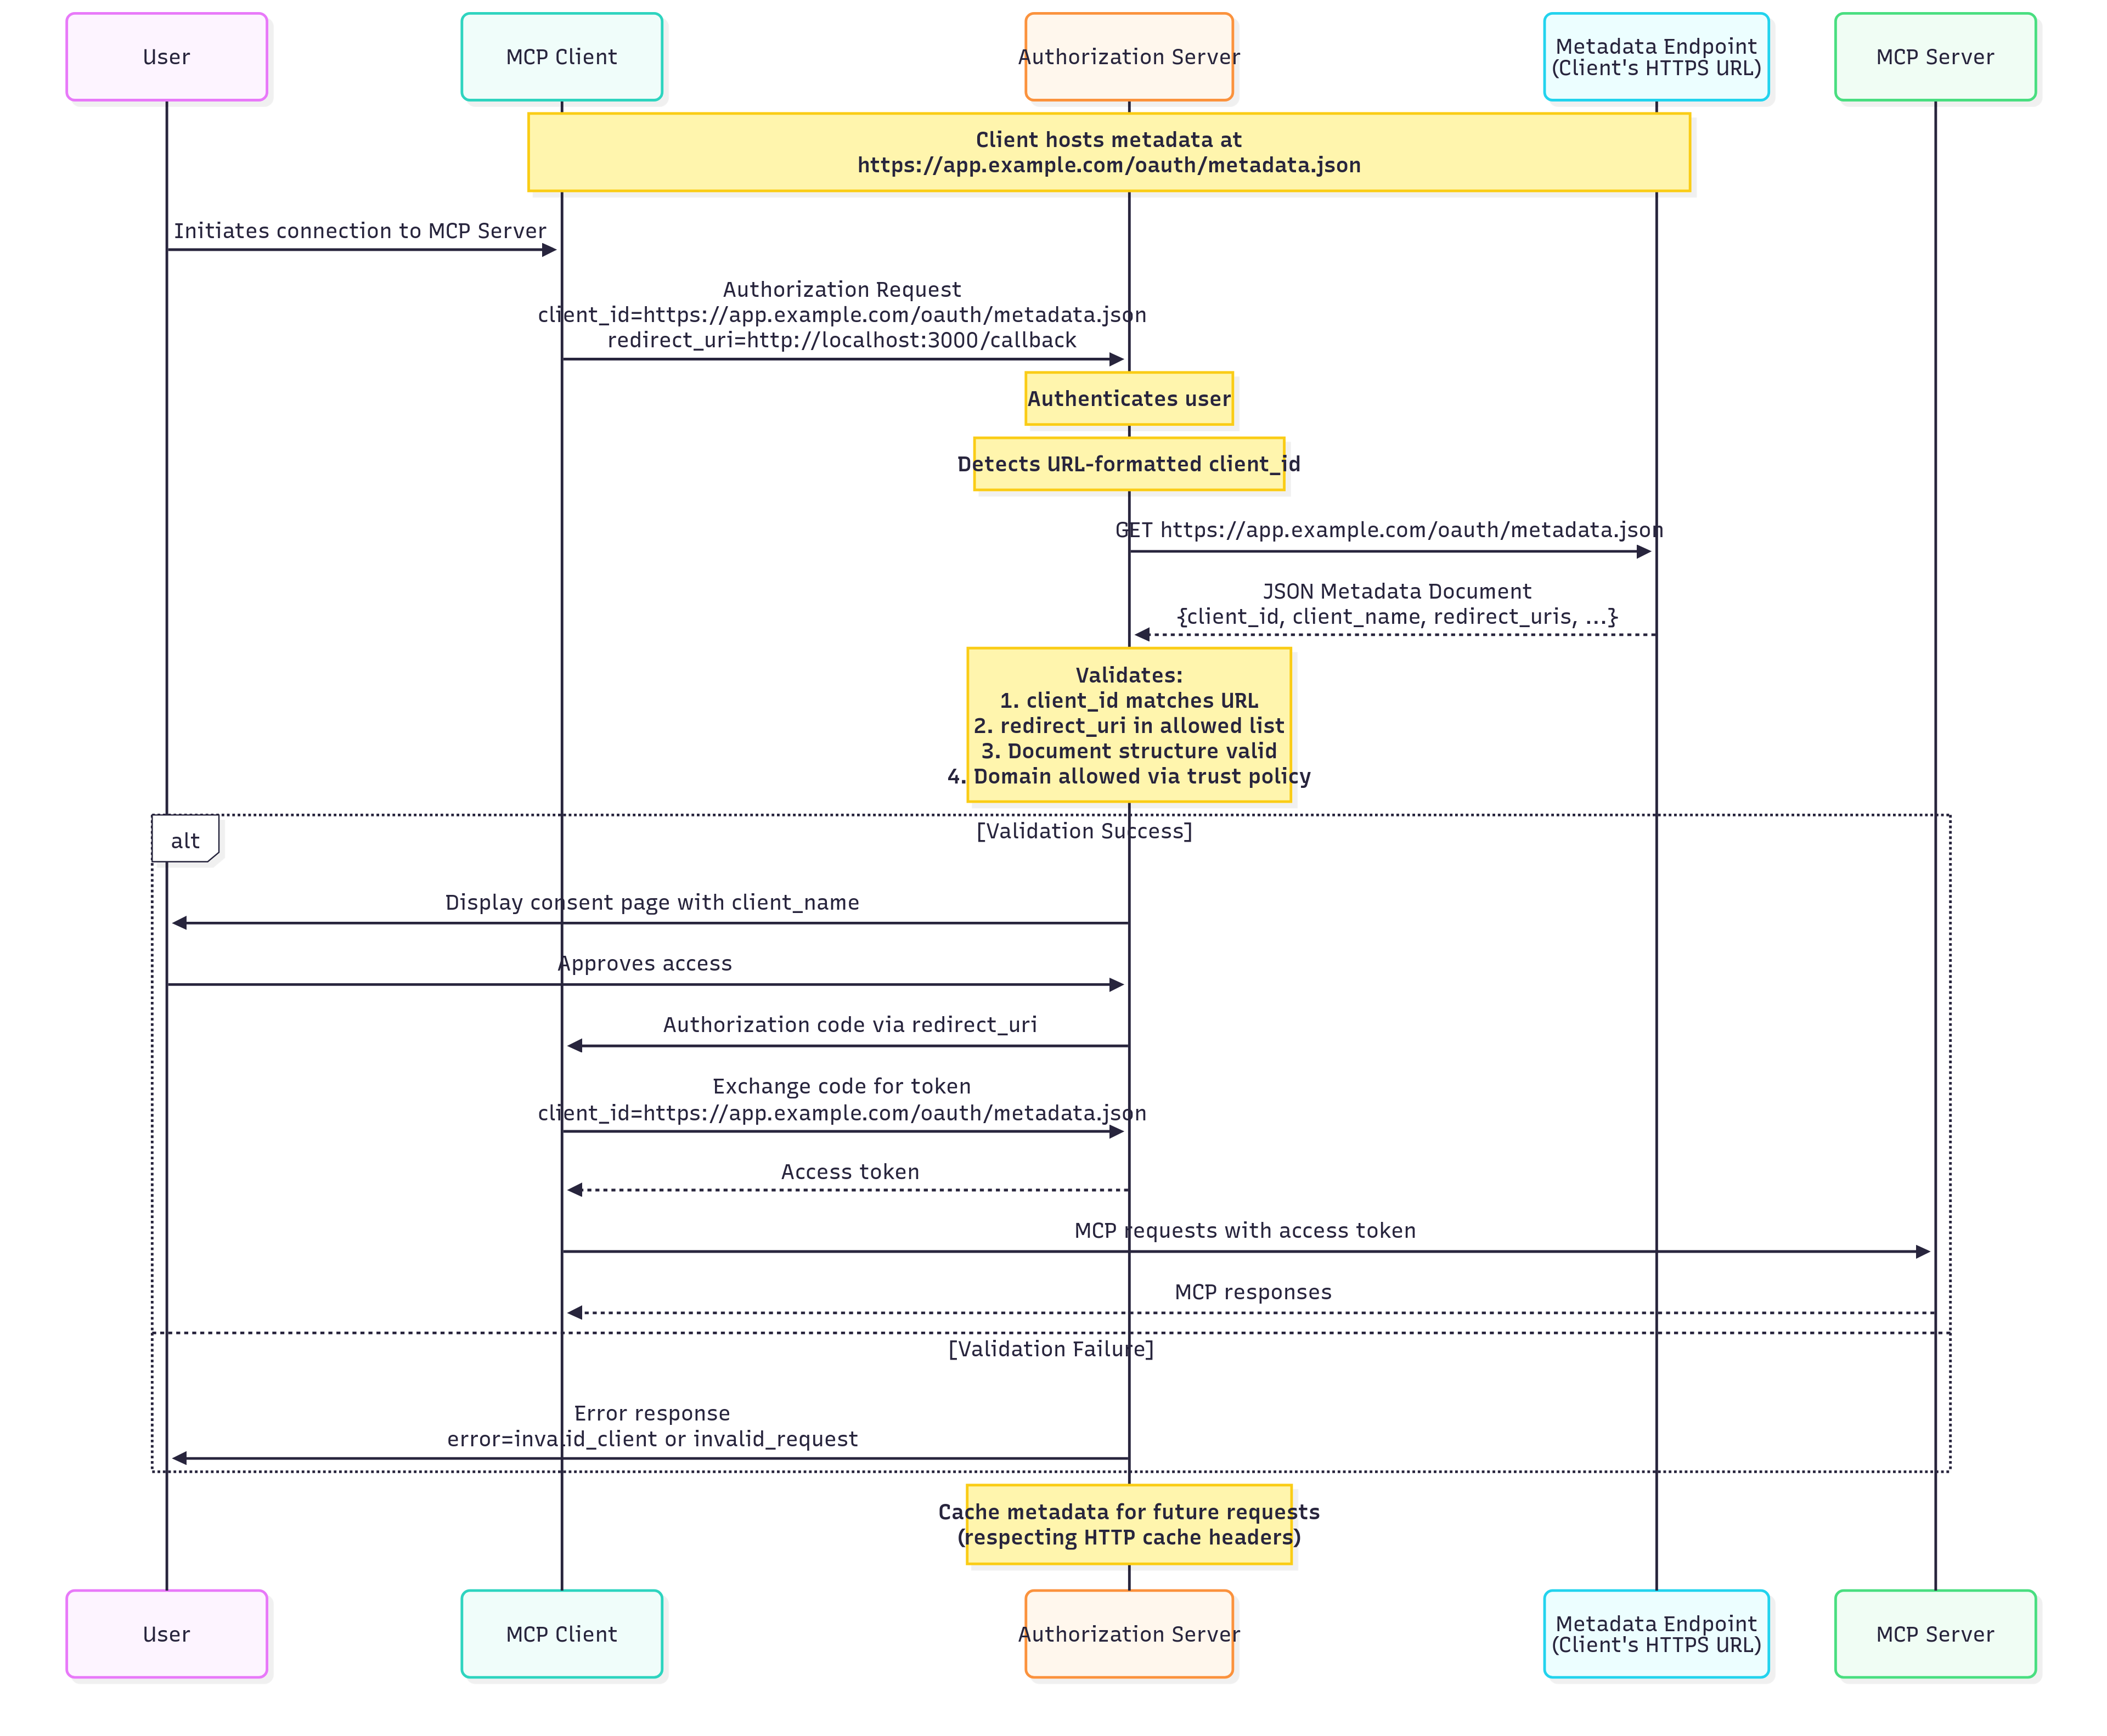 User
MCP Client
Authorization Server
Metadata Endpoint
(Client's HTTPS URL)
MCP Server
Client hosts metadata at
https://app.example.com/oauth/metadata.json
Initiates connection to MCP Server
Authorization Request
client_id=https://app.example.com/oauth/metadata.json
redirect_uri=http://localhost:3000/callback
Authenticates user
Detects URL-formatted client_id
GET https://app.example.com/oauth/metadata.json
JSON Metadata Document
{client_id, client_name, redirect_uris, ...}
Validates:
1. client_id matches URL
2. redirect_uri in allowed list
3. Document structure valid
4. Domain allowed via trust policy
alt
[Validation Success]
Display consent page with client_name
Approves access
Authorization code via redirect_uri
Exchange code for token
client_id=https://app.example.com/oauth/metadata.json
Access token
MCP requests with access token
MCP responses
[Validation Failure]
Error response
error=invalid_client or invalid_request
Cache metadata for future requests
(respecting HTTP cache headers)
User
MCP Client
Authorization Server
Metadata Endpoint
(Client's HTTPS URL)
MCP Server